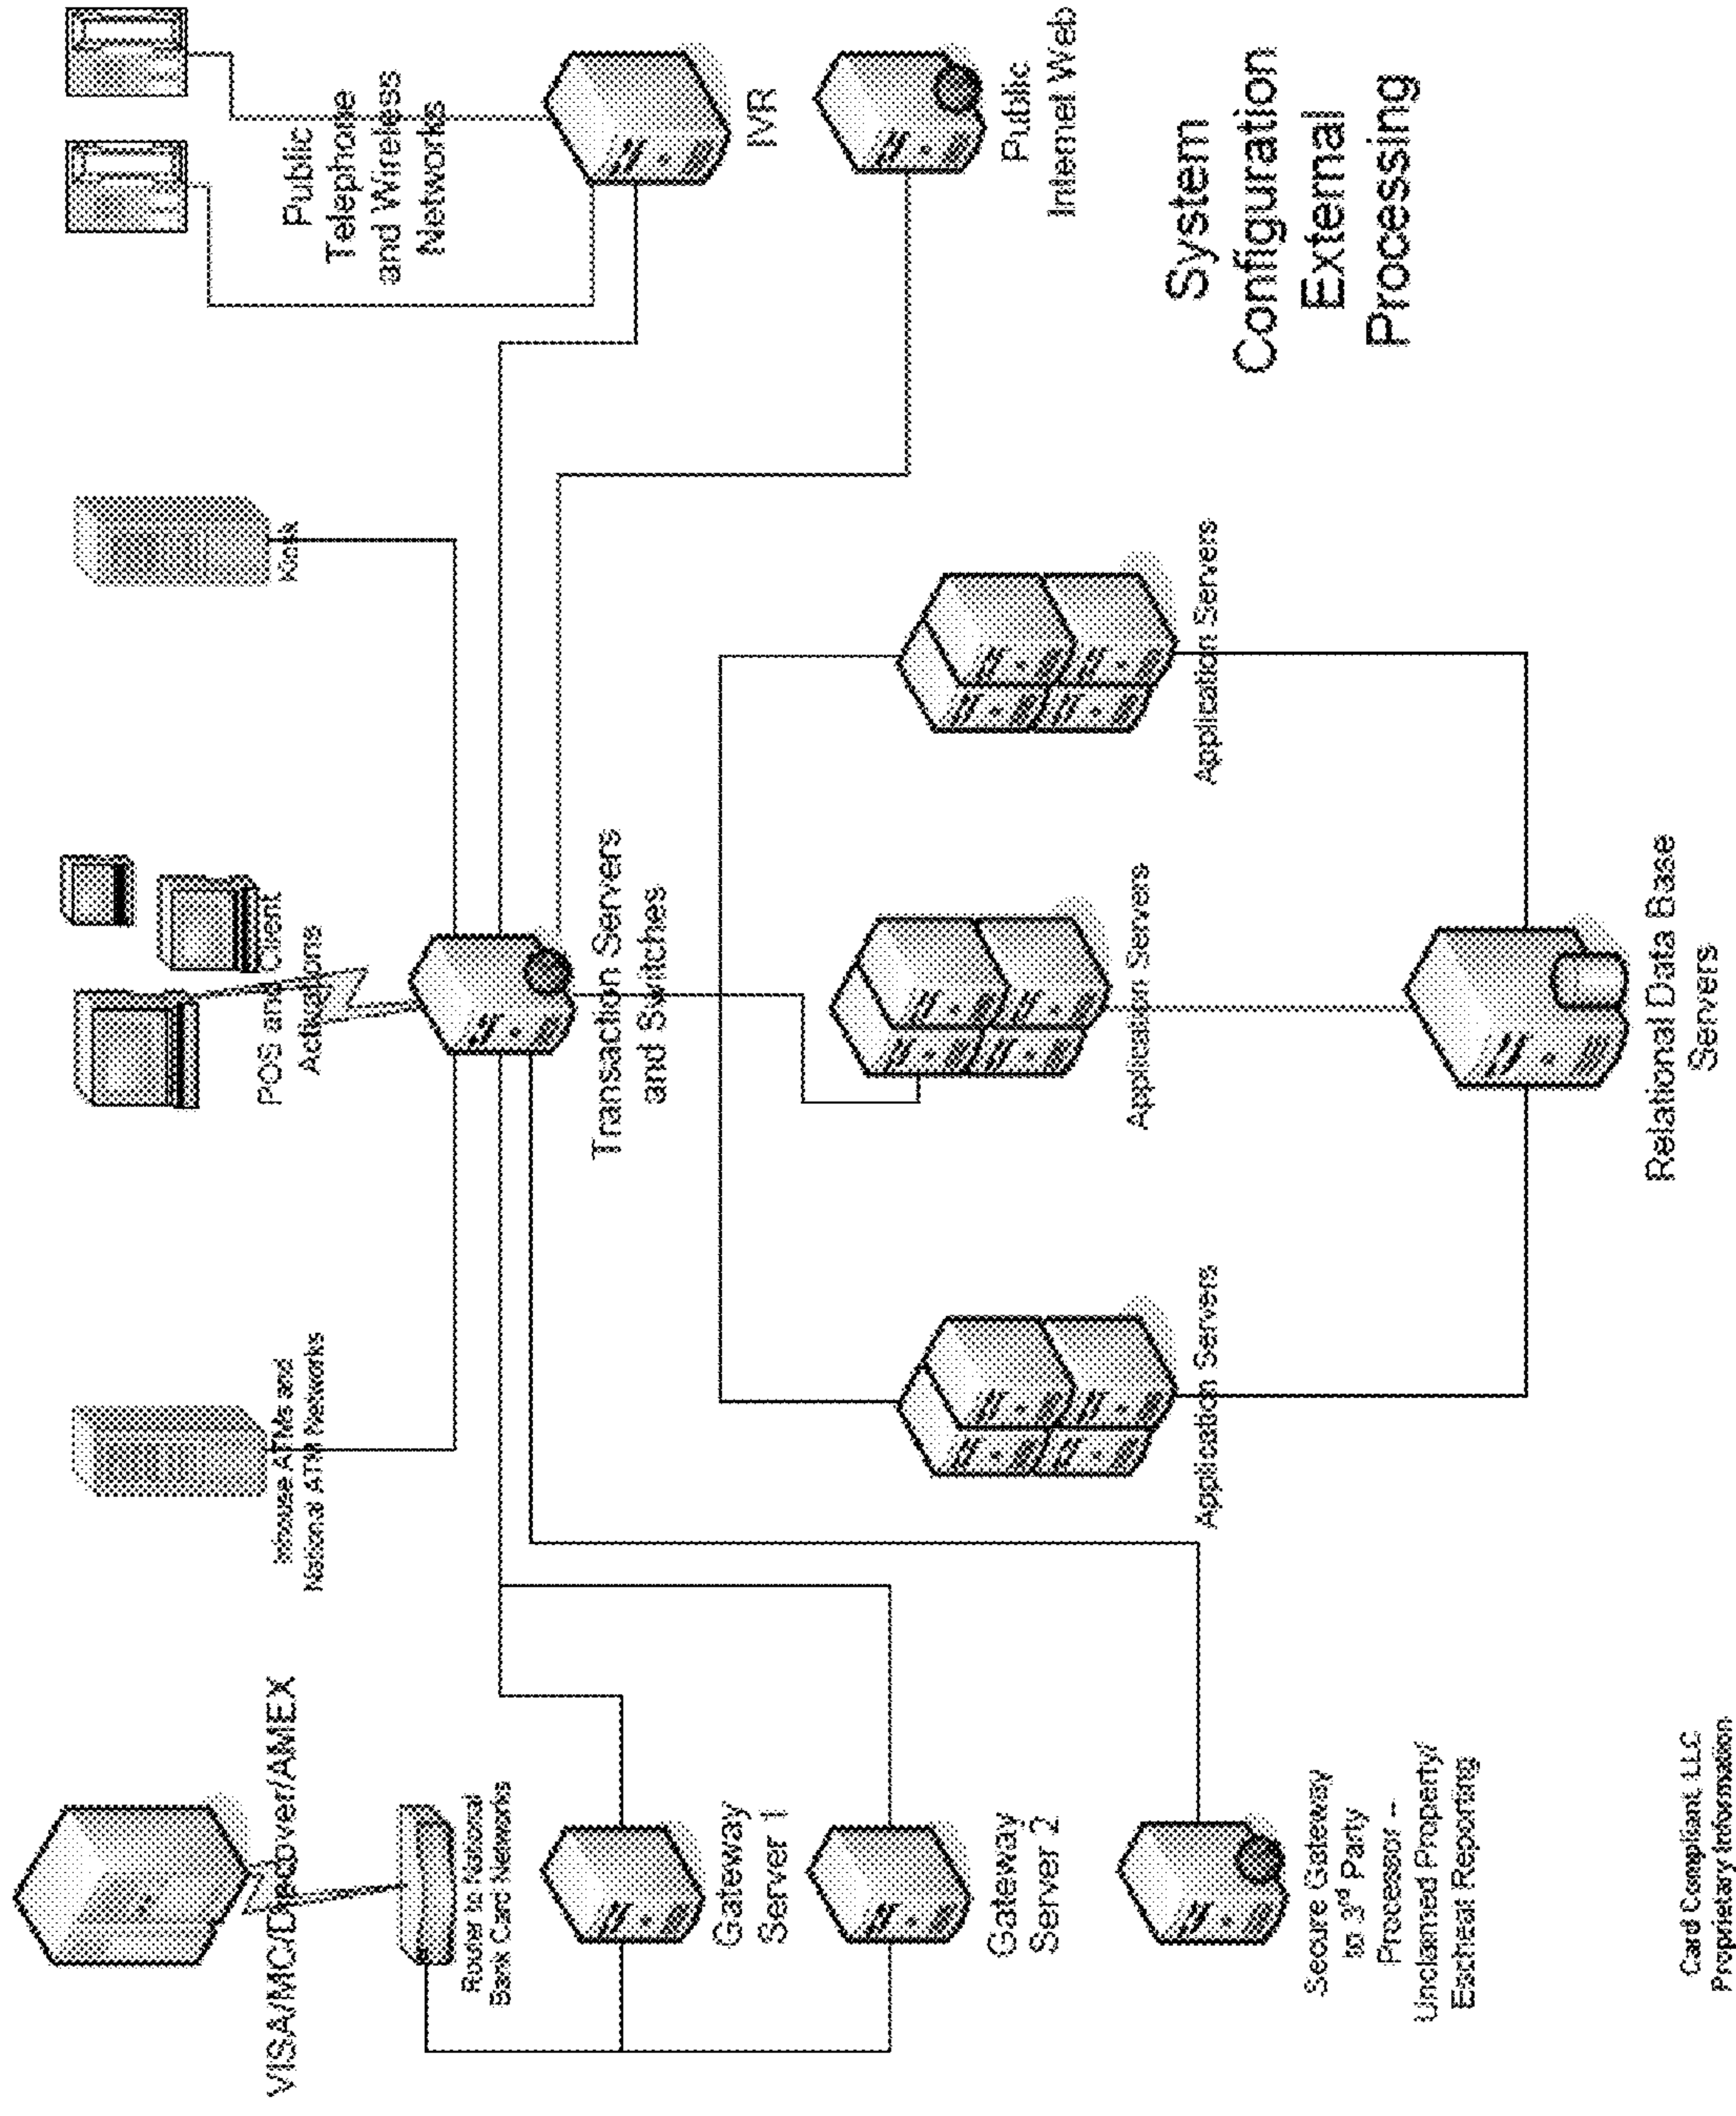 VISA/MC/Discover/AMEX
Router to National
Bank Card Networks
Gateway
Server 1
Gateway
Server 2
Secure Gateway
to 3rd Party
Processor --
Unclaimed Property/
Escheat Reporting
Card Compliant, LLC
Proprietary Information
Inhouse ATMs and
National ATM Networks
POS and Client
Activations
Kiosk
Transaction Servers
and Switches
Application Servers
Application Servers
Application Servers
Relational Data Base
Servers
Public
Telephone
and Wireless
Networks
IVR
Public
Internet Web
System
Configuration
External
Processing